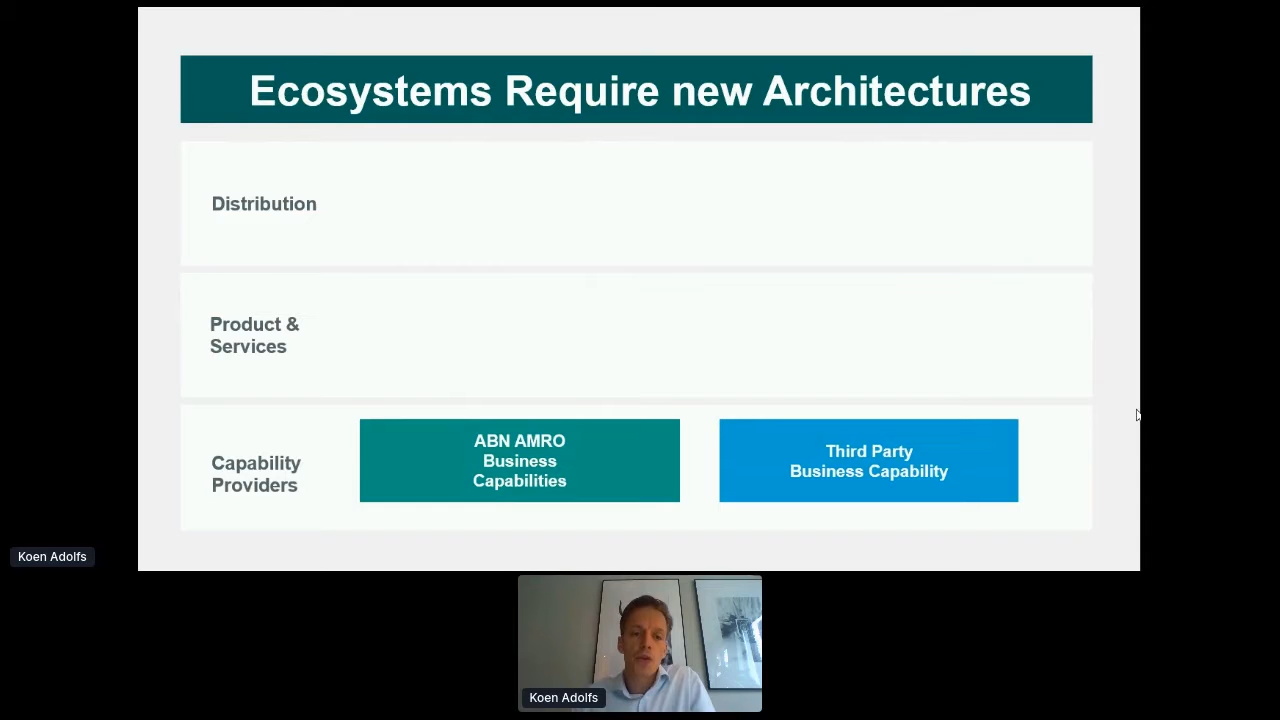 Ecosystems Require new Architectures
Distribution
Product &
Services
Capability
Providers
ABN AMRO
Business
Capabilities
Third Party
Business Capability
Koen Adolfs
Koen Adolfs